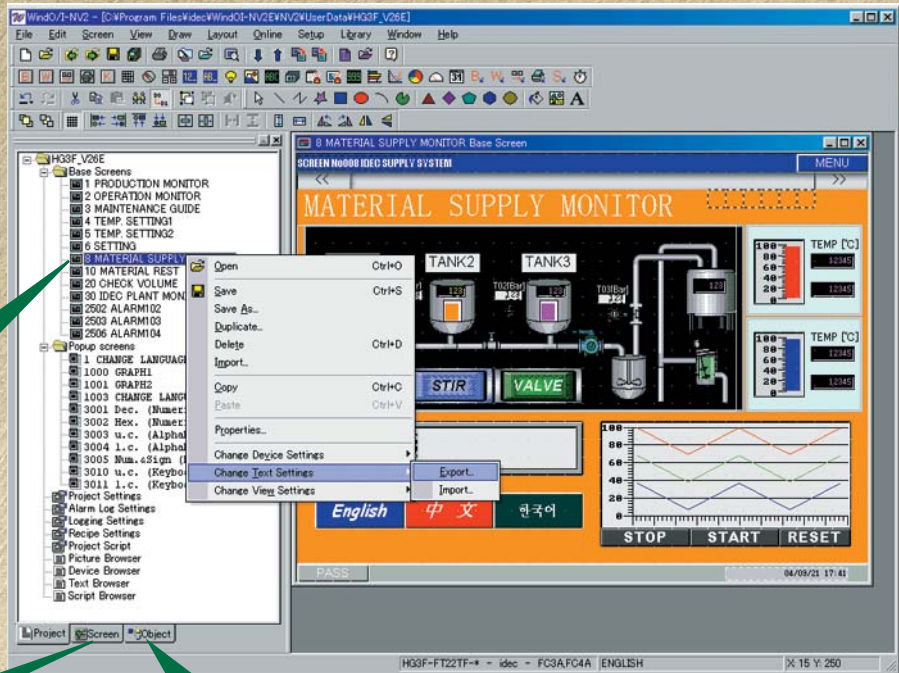 WindO/I-NV2 - [C:¥Program Files¥idec¥WindOI-NV2E¥NV2¥UserData¥HG3F_V26E]
File Edit Screen View Draw Layout Online Setup Library Window Help
HG3F_V26E
Base Screens
1 PRODUCTION MONITOR
2 OPERATION MONITOR
3 MAINTENANCE GUIDE
4 TEMP. SETTING1
5 TEMP. SETTING2
6 SETTING
8 MATERIAL SUPPLY
10 MATERIAL REST
20 CHECK VOLUME
30 IDEC PLANT MONI
2502 ALARM102
2503 ALARM103
2506 ALARM104
Popup screens
1 CHANGE LANGUAGE
1000 GRAPH1
1001 GRAPH2
1003 CHANGE LANG
3001 Dec. (Numer
3002 Hex. (Numer
3003 u.c. (Alphal
3004 l.c. (Alphal
3005 Num.&Sign (
3010 u.c. (Keybo
3011 l.c. (Keybo
Project Settings
Alarm Log Settings
Logging Settings
Recipe Settings
Project Script
Picture Browser
Device Browser
Text Browser
Script Browser
Project Screen Object
Open Ctrl+O
Save Ctrl+S
Save As...
Duplicate...
Delete Ctrl+D
Import...
Copy Ctrl+C
Paste Ctrl+V
Properties...
Change Device Settings
Change Text Settings
Change View Settings
Export...
Import...
8 MATERIAL SUPPLY MONITOR Base Screen
SCREEN No008 IDEC SUPPLY SYSTEM MENU
<< >>
MATERIAL SUPPLY MONITOR
TANK2 TANK3
123 123 123
T02[Bar] T03[Bar]
STIR VALVE
100 80 60 40 20 0
TEMP [℃]
12345
12345
100 80 60 40 20 0
TEMP [℃]
12345
12345
100 80 60 40 20 0
English 中文 한국어
STOP START RESET
PASS 04/09/21 17:41
HG3F-FT22TF-* - idec - FC3A,FC4A ENGLISH X: 15 Y: 250